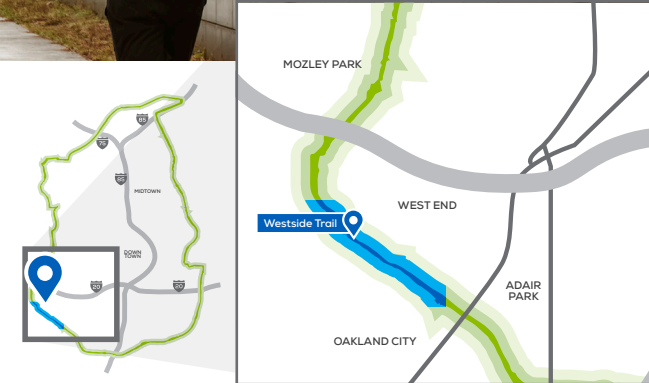 MOZLEY PARK
85
75
85
MIDTOWN
WEST END
Westside Trail
DOWN
TOWN
20
20
ADAIR
PARK
OAKLAND CITY